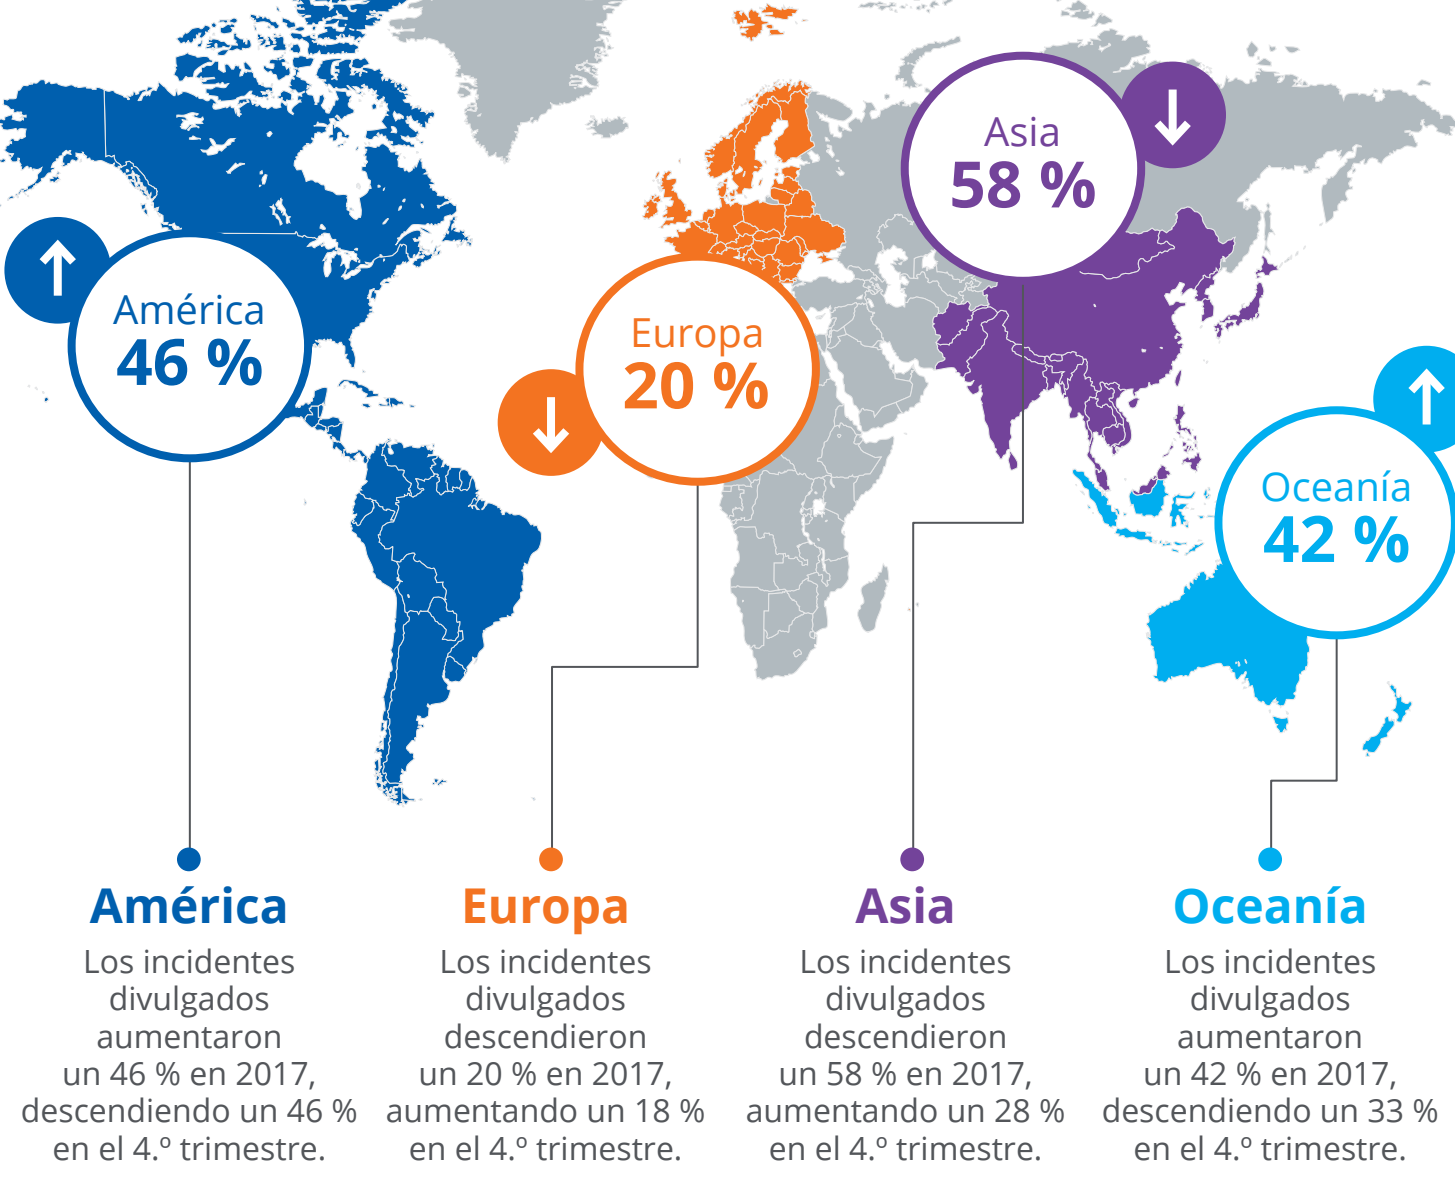 Asia
58 %
América
46 %
Europa
20 %
Oceanía
42 %
América
Los incidentes
divulgados
aumentaron
un 46 % en 2017,
descendiendo un 46 %
en el 4.º trimestre.
Europa
Los incidentes
divulgados
descendieron
un 20 % en 2017,
aumentando un 18 %
en el 4.º trimestre.
Asia
Los incidentes
divulgados
descendieron
un 58 % en 2017,
aumentando un 28 %
en el 4.º trimestre.
Oceanía
Los incidentes
divulgados
aumentaron
un 42 % en 2017,
descendiendo un 33 %
en el 4.º trimestre.